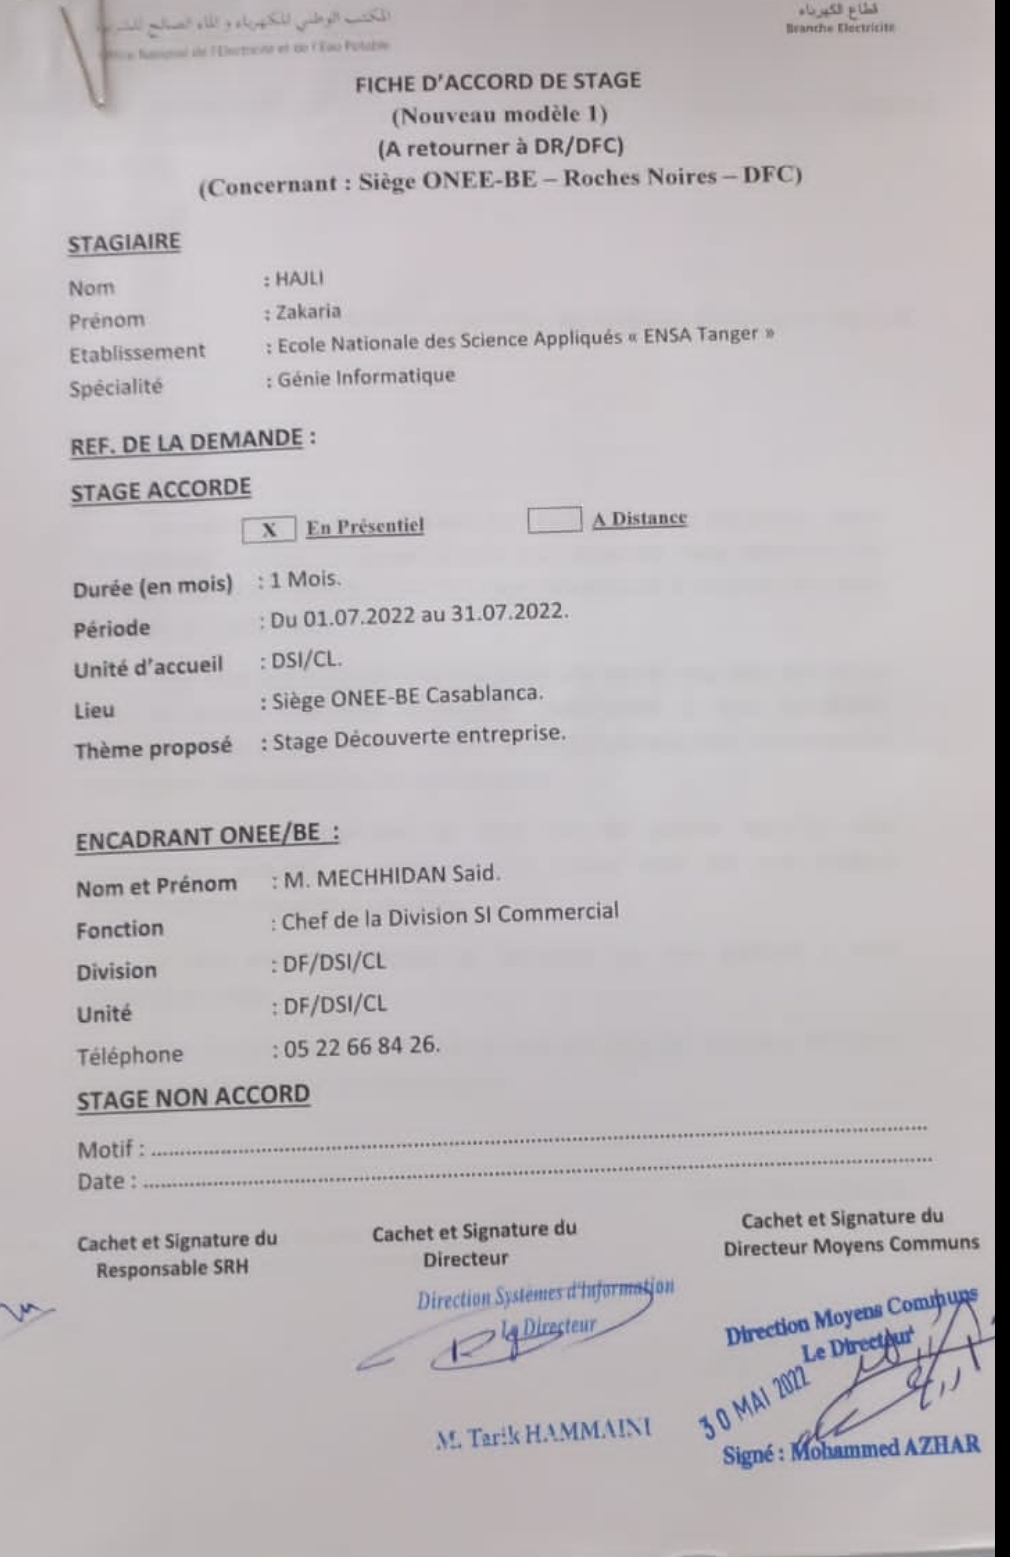 المكتب الوطني للكهرباء و الماء الصالح للشرب
Office National de l'Electricité et de l'Eau Potable
قطاع الكهرباء
Branche Electricité
FICHE D'ACCORD DE STAGE
(Nouveau modèle 1)
(A retourner à DR/DFC)
(Concernant : Siège ONEE-BE – Roches Noires – DFC)
STAGIAIRE
Nom : HAJLI
Prénom : Zakaria
Etablissement : Ecole Nationale des Science Appliqués « ENSA Tanger »
Spécialité : Génie Informatique
REF. DE LA DEMANDE :
STAGE ACCORDE
X En Présentiel A Distance
Durée (en mois) : 1 Mois.
Période : Du 01.07.2022 au 31.07.2022.
Unité d'accueil : DSI/CL.
Lieu : Siège ONEE-BE Casablanca.
Thème proposé : Stage Découverte entreprise.
ENCADRANT ONEE/BE :
Nom et Prénom : M. MECHHIDAN Said.
Fonction : Chef de la Division SI Commercial
Division : DF/DSI/CL
Unité : DF/DSI/CL
Téléphone : 05 22 66 84 26.
STAGE NON ACCORD
Motif : ................................................................
Date : ................................................................
Cachet et Signature du
Responsable SRH
Cachet et Signature du
Directeur
Direction Systèmes d'Information
Le Directeur
M. Tarik HAMMAINI
Cachet et Signature du
Directeur Moyens Communs
Direction Moyens Communs
Le Directeur
30 MAI 2022
Signé : Mohammed AZHAR